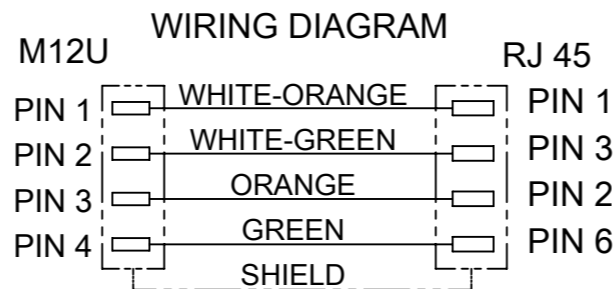 WIRING DIAGRAM
M12U RJ 45
PIN 1 WHITE-ORANGE PIN 1
PIN 2 WHITE-GREEN PIN 3
PIN 3 ORANGE PIN 2
PIN 4 GREEN PIN 6
SHIELD